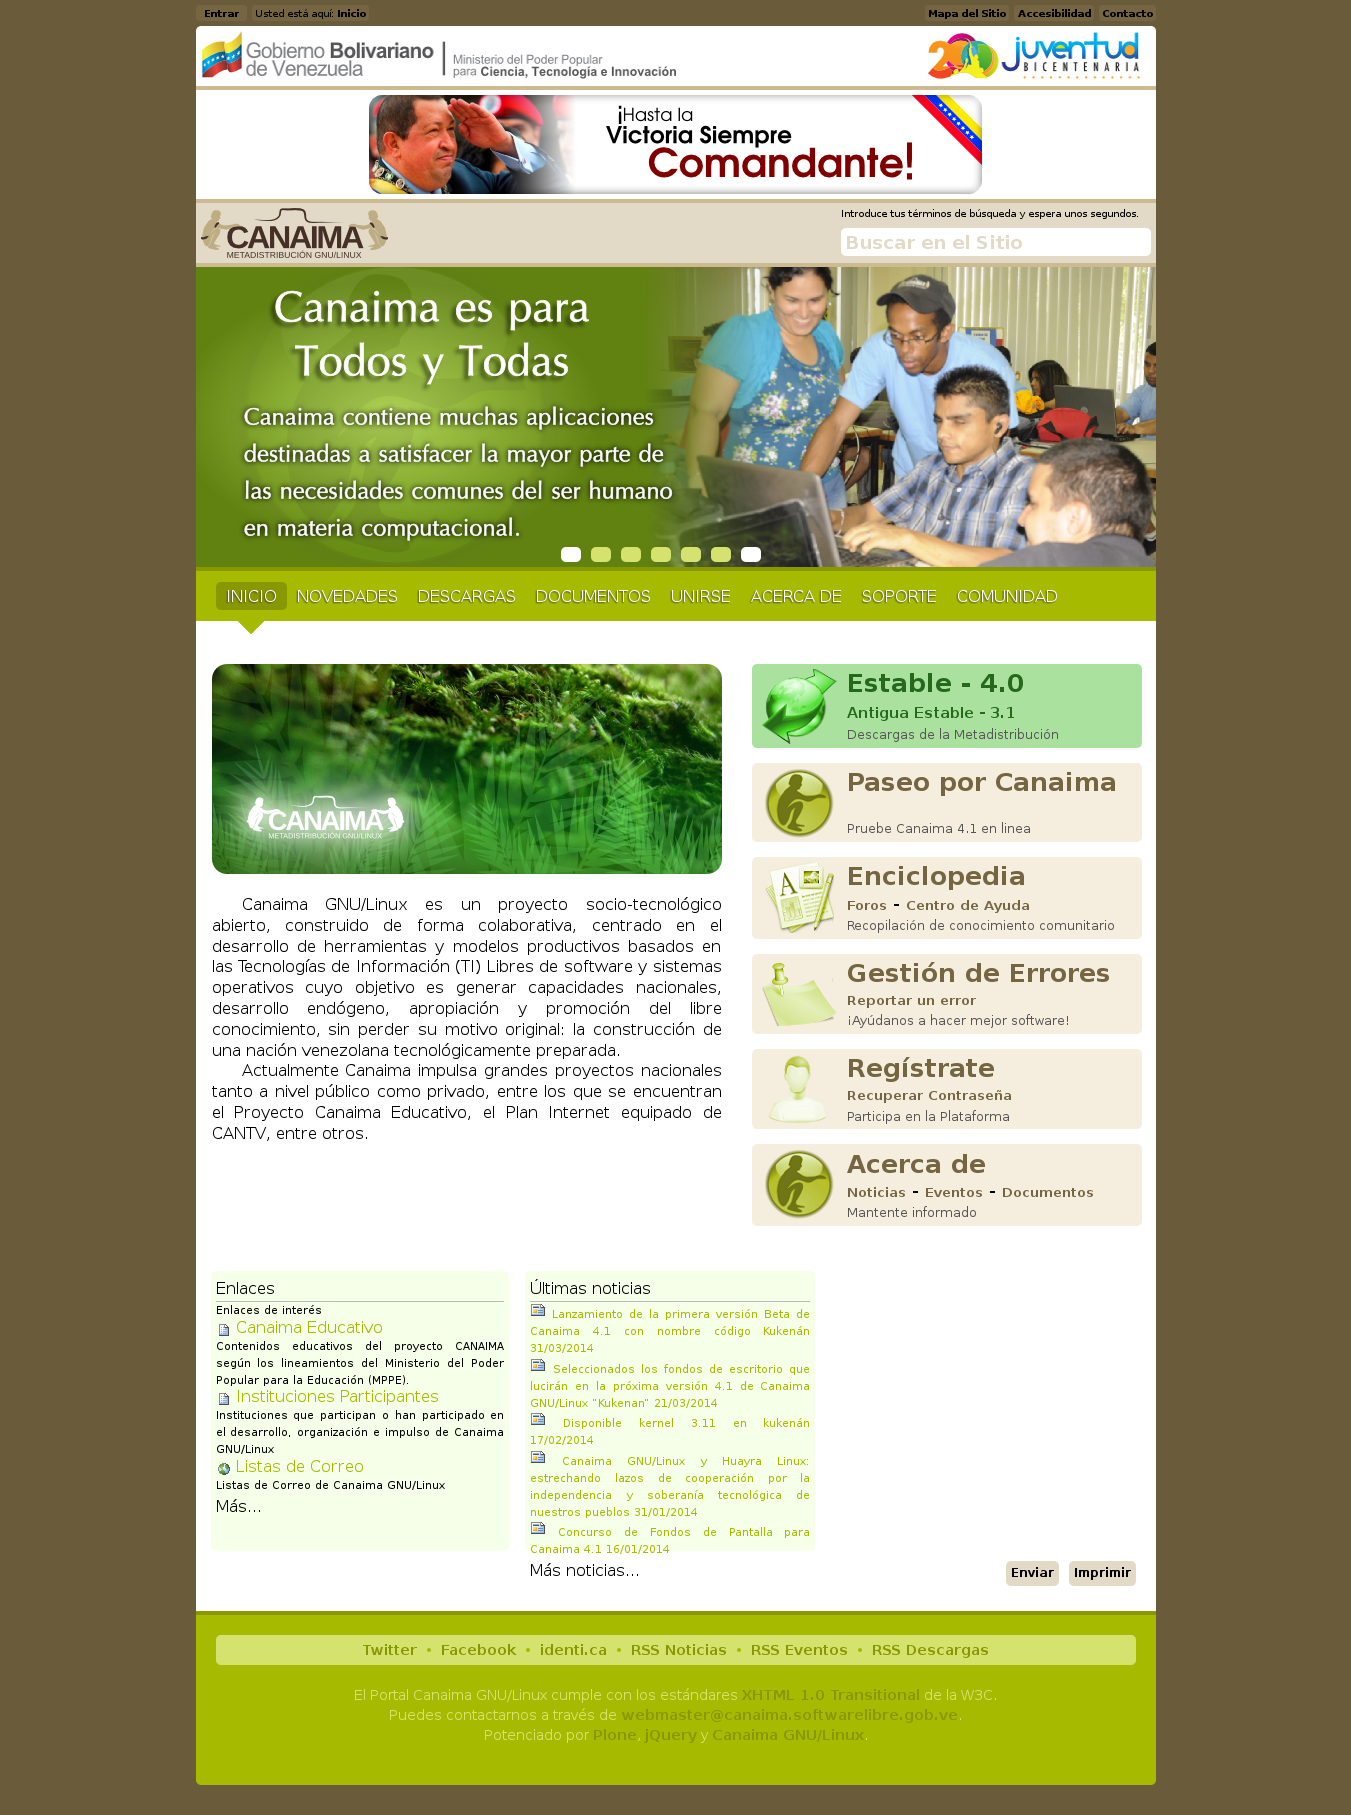 Entrar
Usted está aquí: Inicio
Mapa del Sitio
Accesibilidad
Contacto
Gobierno Bolivariano
de Venezuela
Ministerio del Poder Popular
para Ciencia, Tecnología e Innovación
200 juventud
BICENTENARIA
¡Hasta la
Victoria Siempre
Comandante!
CANAIMA
METADISTRIBUCIÓN GNU/LINUX
Introduce tus términos de búsqueda y espera unos segundos.
Buscar en el Sitio
Canaima es para
Todos y Todas
Canaima contiene muchas aplicaciones
destinadas a satisfacer la mayor parte de
las necesidades comunes del ser humano
en materia computacional.
INICIO NOVEDADES DESCARGAS DOCUMENTOS UNIRSE ACERCA DE SOPORTE COMUNIDAD
CANAIMA
METADISTRIBUCIÓN GNU/LINUX
Canaima GNU/Linux es un proyecto socio-tecnológico
abierto, construido de forma colaborativa, centrado en el
desarrollo de herramientas y modelos productivos basados en
las Tecnologías de Información (TI) Libres de software y sistemas
operativos cuyo objetivo es generar capacidades nacionales,
desarrollo endógeno, apropiación y promoción del libre
conocimiento, sin perder su motivo original: la construcción de
una nación venezolana tecnológicamente preparada.
Actualmente Canaima impulsa grandes proyectos nacionales
tanto a nivel público como privado, entre los que se encuentran
el Proyecto Canaima Educativo, el Plan Internet equipado de
CANTV, entre otros.
Estable - 4.0
Antigua Estable - 3.1
Descargas de la Metadistribución
Paseo por Canaima
Pruebe Canaima 4.1 en linea
Enciclopedia
Foros - Centro de Ayuda
Recopilación de conocimiento comunitario
Gestión de Errores
Reportar un error
¡Ayúdanos a hacer mejor software!
Regístrate
Recuperar Contraseña
Participa en la Plataforma
Acerca de
Noticias - Eventos - Documentos
Mantente informado
Enlaces
Enlaces de interés
Canaima Educativo
Contenidos educativos del proyecto CANAIMA
según los lineamientos del Ministerio del Poder
Popular para la Educación (MPPE).
Instituciones Participantes
Instituciones que participan o han participado en
el desarrollo, organización e impulso de Canaima
GNU/Linux
Listas de Correo
Listas de Correo de Canaima GNU/Linux
Más...
Últimas noticias
Lanzamiento de la primera versión Beta de
Canaima 4.1 con nombre código Kukenán
31/03/2014
Seleccionados los fondos de escritorio que
lucirán en la próxima versión 4.1 de Canaima
GNU/Linux "Kukenan" 21/03/2014
Disponible kernel 3.11 en kukenán
17/02/2014
Canaima GNU/Linux y Huayra Linux:
estrechando lazos de cooperación por la
independencia y soberanía tecnológica de
nuestros pueblos 31/01/2014
Concurso de Fondos de Pantalla para
Canaima 4.1 16/01/2014
Más noticias...
Enviar
Imprimir
Twitter • Facebook • identi.ca • RSS Noticias • RSS Eventos • RSS Descargas
El Portal Canaima GNU/Linux cumple con los estándares XHTML 1.0 Transitional de la W3C.
Puedes contactarnos a través de webmaster@canaima.softwarelibre.gob.ve.
Potenciado por Plone, jQuery y Canaima GNU/Linux.